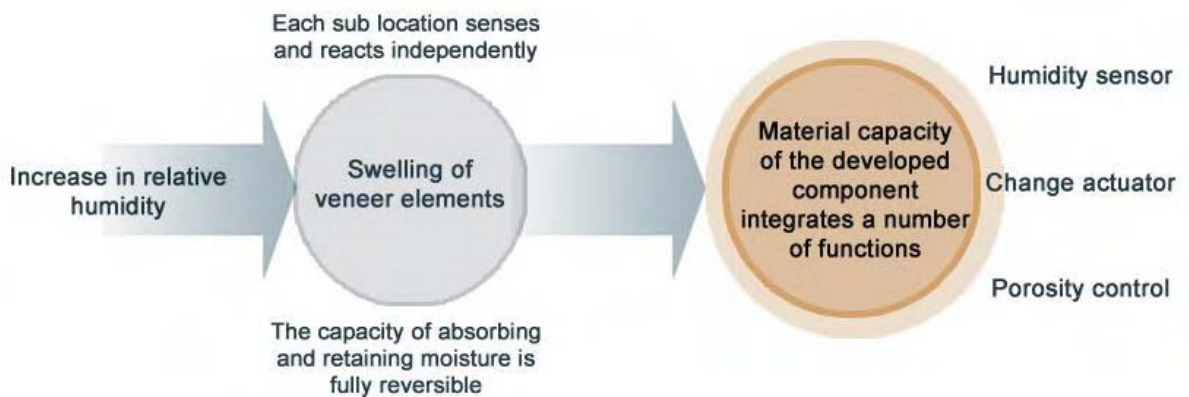 Increase in relative
humidity
Each sub location senses
and reacts independently
Swelling of
veneer elements
The capacity of absorbing
and retaining moisture is
fully reversible
Material capacity
of the developed
component
integrates a number
of functions
Humidity sensor
Change actuator
Porosity control